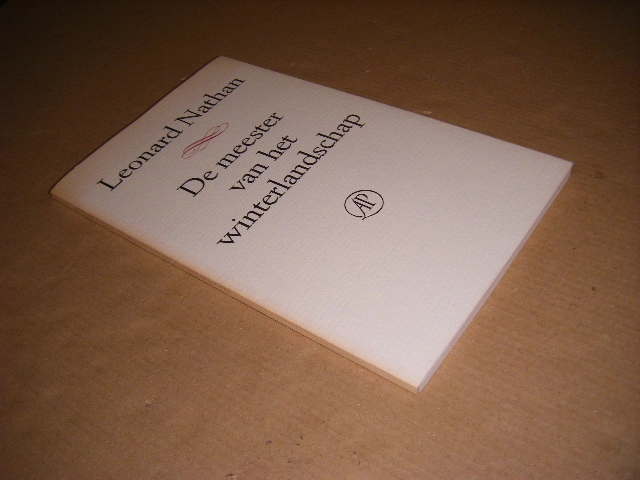 Leonard Nathan
De meester
van het
winterlandschap
AP